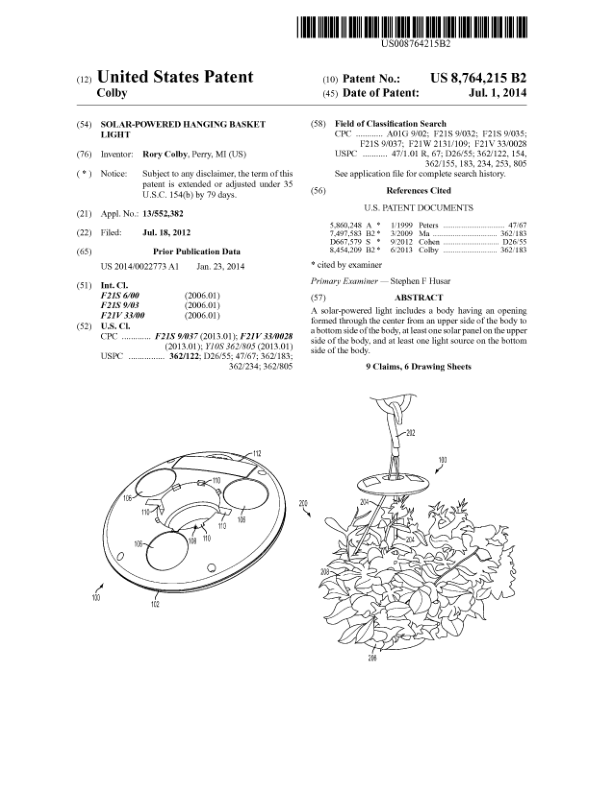 US008764215B2
(12) United States Patent
Colby
(10) Patent No.: US 8,764,215 B2
(45) Date of Patent: Jul. 1, 2014
(54) SOLAR-POWERED HANGING BASKET
LIGHT
(76) Inventor: Rory Colby, Perry, MI (US)
( * ) Notice: Subject to any disclaimer, the term of this
patent is extended or adjusted under 35
U.S.C. 154(b) by 79 days.
(21) Appl. No.: 13/552,382
(22) Filed: Jul. 18, 2012
(65) Prior Publication Data
US 2014/0022773 A1 Jan. 23, 2014
(51) Int. Cl.
F21S 6/00 (2006.01)
F21S 9/03 (2006.01)
F21V 33/00 (2006.01)
(52) U.S. Cl.
CPC ............ F21S 9/037 (2013.01); F21V 33/0028
(2013.01); Y10S 362/805 (2013.01)
USPC ............... 362/122; D26/55; 47/67; 362/183;
362/234; 362/805
(58) Field of Classification Search
CPC ........... A01G 9/02; F21S 9/032; F21S 9/035;
F21S 9/037; F21W 2131/109; F21V 33/0028
USPC ......... 47/1.01 R, 67; D26/55; 362/122, 154,
362/155, 183, 234, 253, 805
See application file for complete search history.
(56) References Cited
U.S. PATENT DOCUMENTS
5,860,248 A * 1/1999 Peters ............................ 47/67
7,497,583 B2 * 3/2009 Ma ............................. 362/183
D667,579 S * 9/2012 Cohen ........................ D26/55
8,454,209 B2 * 6/2013 Colby ........................ 362/183
* cited by examiner
Primary Examiner — Stephen F Husar
(57) ABSTRACT
A solar-powered light includes a body having an opening
formed through the center from an upper side of the body to
a bottom side of the body, at least one solar panel on the upper
side of the body, and at least one light source on the bottom
side of the body.
9 Claims, 6 Drawing Sheets
112
110
106
110
106
110
106
108
110
100
102
202
100
204
200
204
208
206